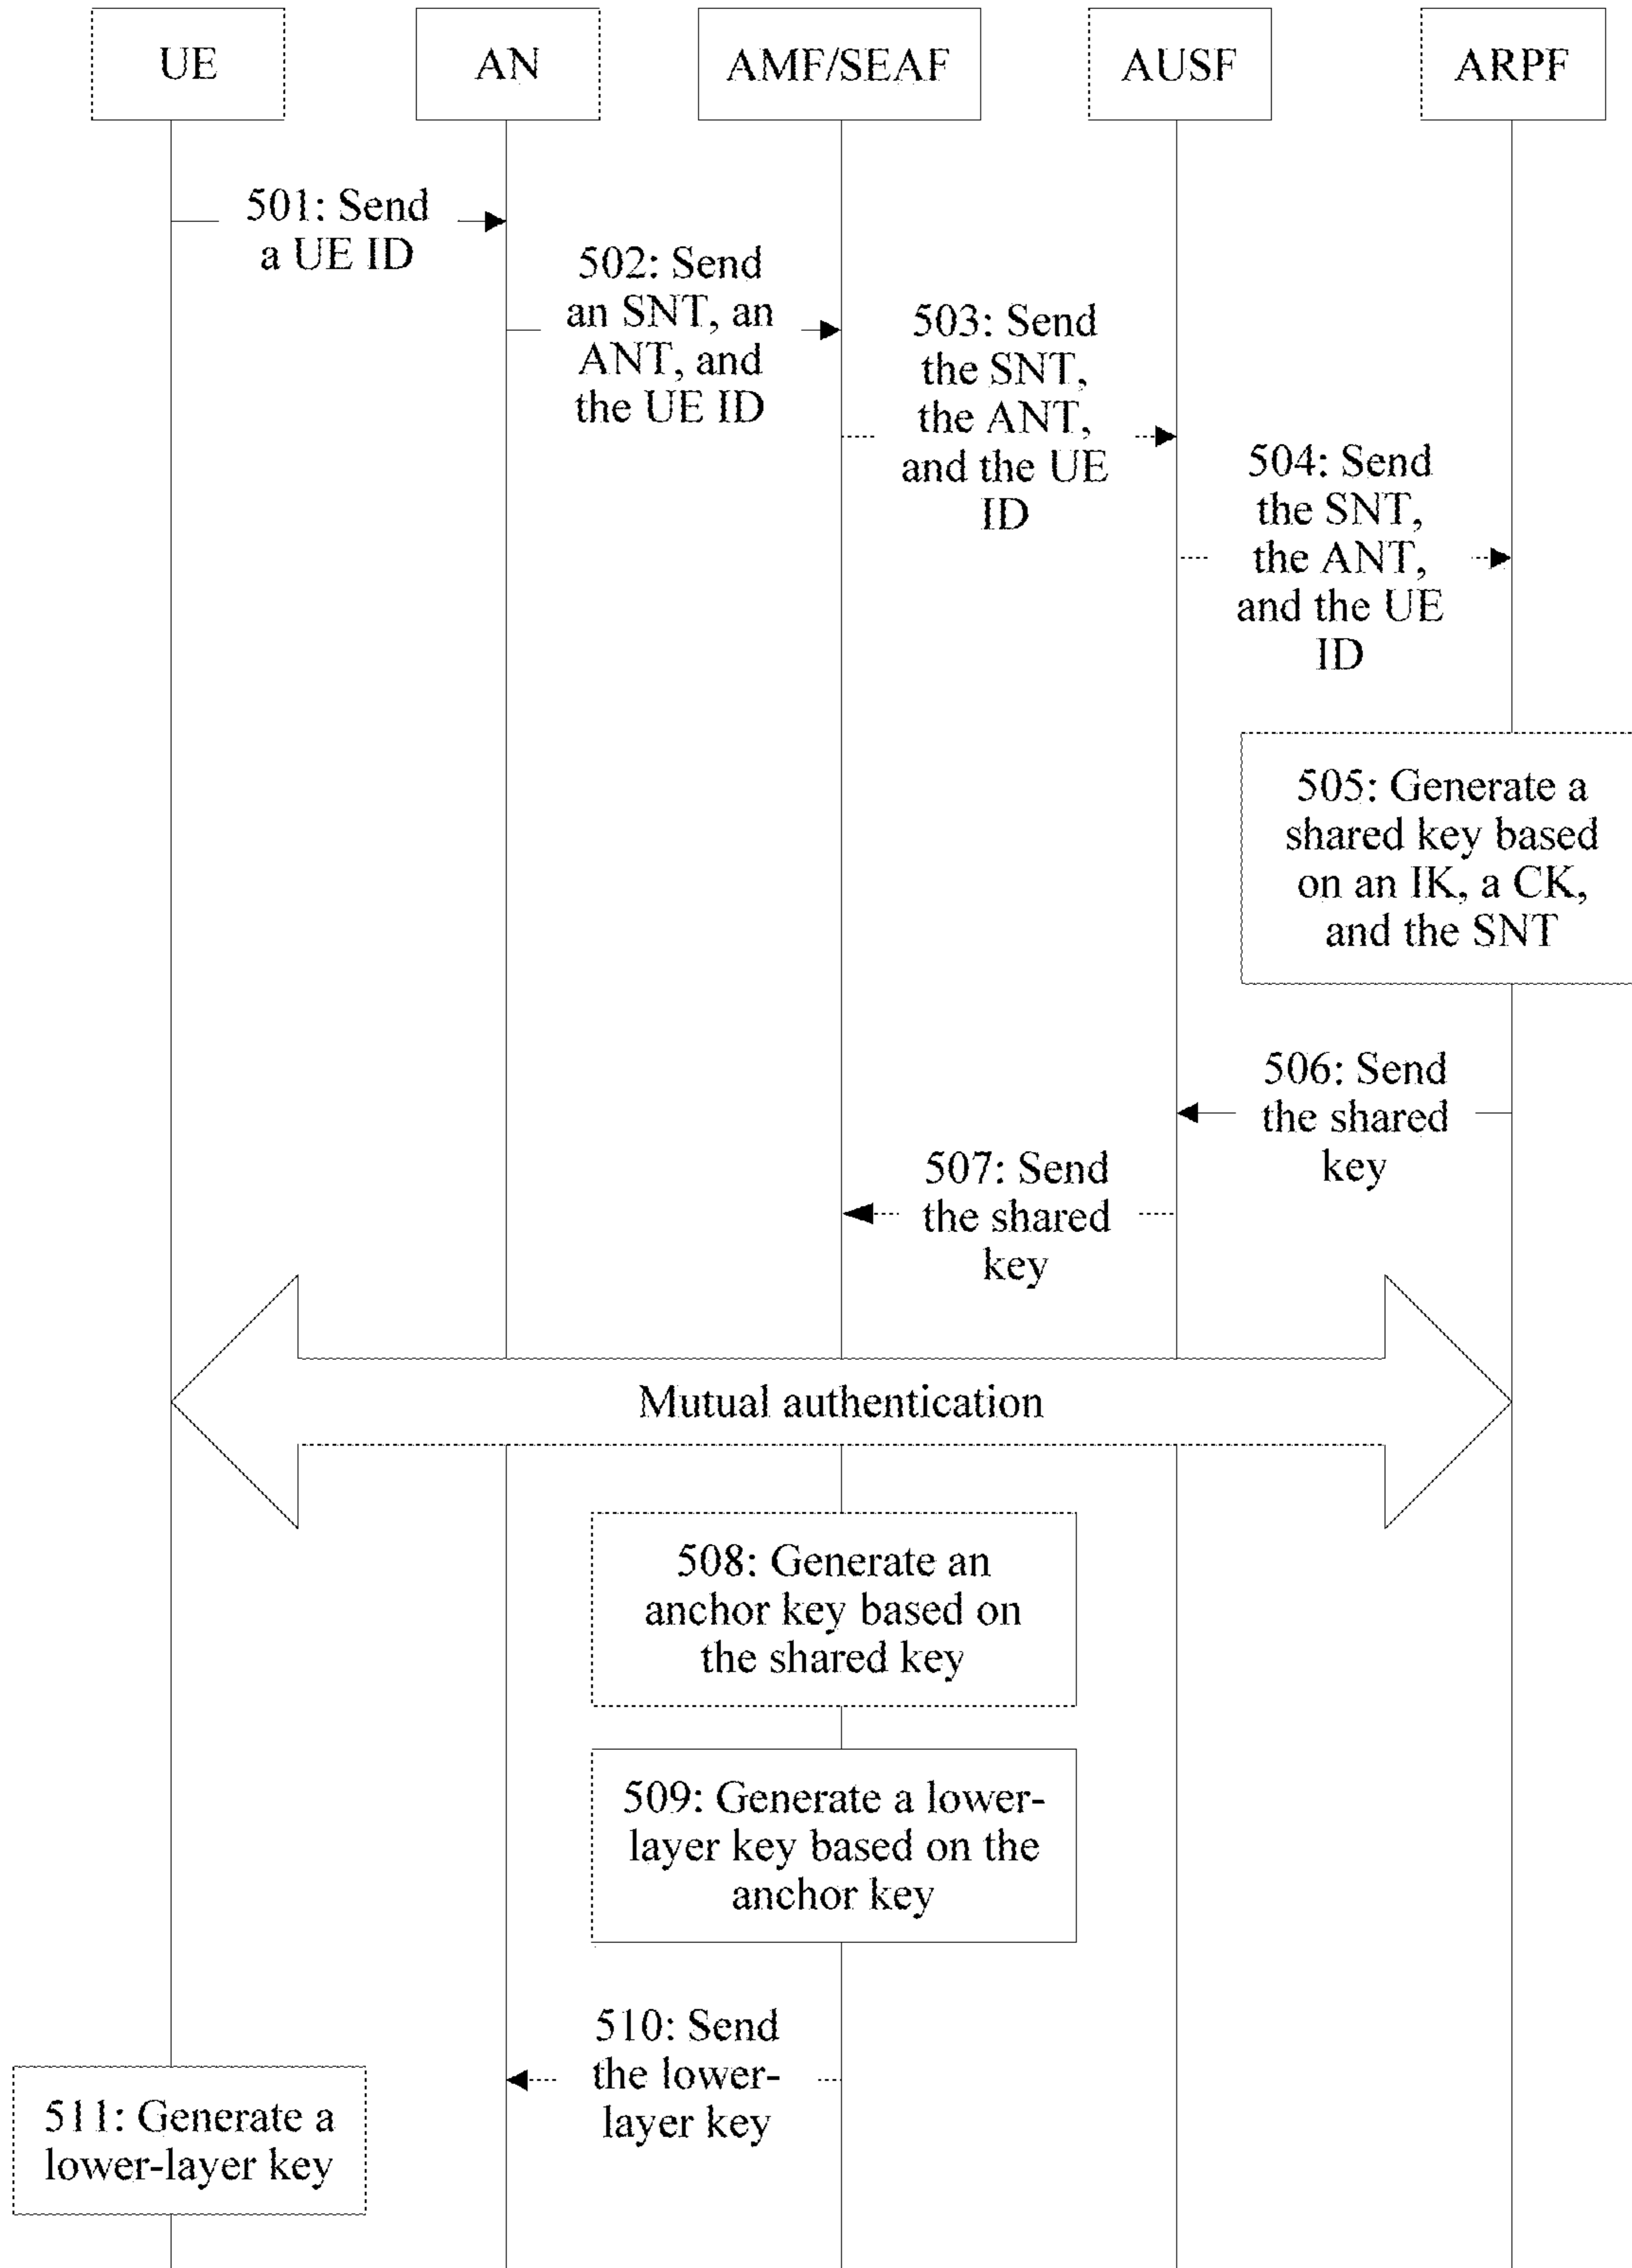 UE
AN
AMF/SEAF
AUSF
ARPF
501: Send
a UE ID
502: Send
an SNT, an
ANT, and
the UE ID
503: Send
the SNT,
the ANT,
and the UE
ID
504: Send
the SNT,
the ANT,
and the UE
ID
505: Generate a
shared key based
on an IK, a CK,
and the SNT
506: Send
the shared
key
507: Send
the shared
key
Mutual authentication
508: Generate an
anchor key based on
the shared key
509: Generate a lower-
layer key based on the
anchor key
510: Send
the lower-
layer key
511: Generate a
lower-layer key